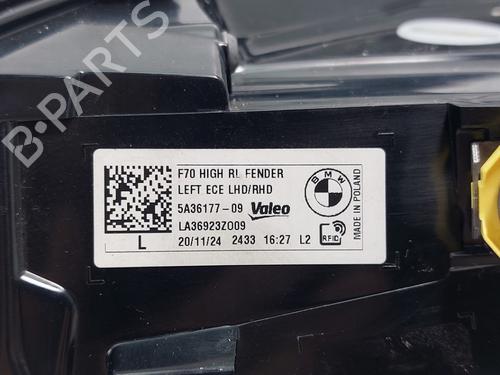 B-PARTS
F70 HIGH RL FENDER
LEFT ECE LHD/RHD
5A36177-09 Valeo
LA36923Z009
L 20/11/24 2433 16:27 L2
BMW
RFID
MADE IN POLAND